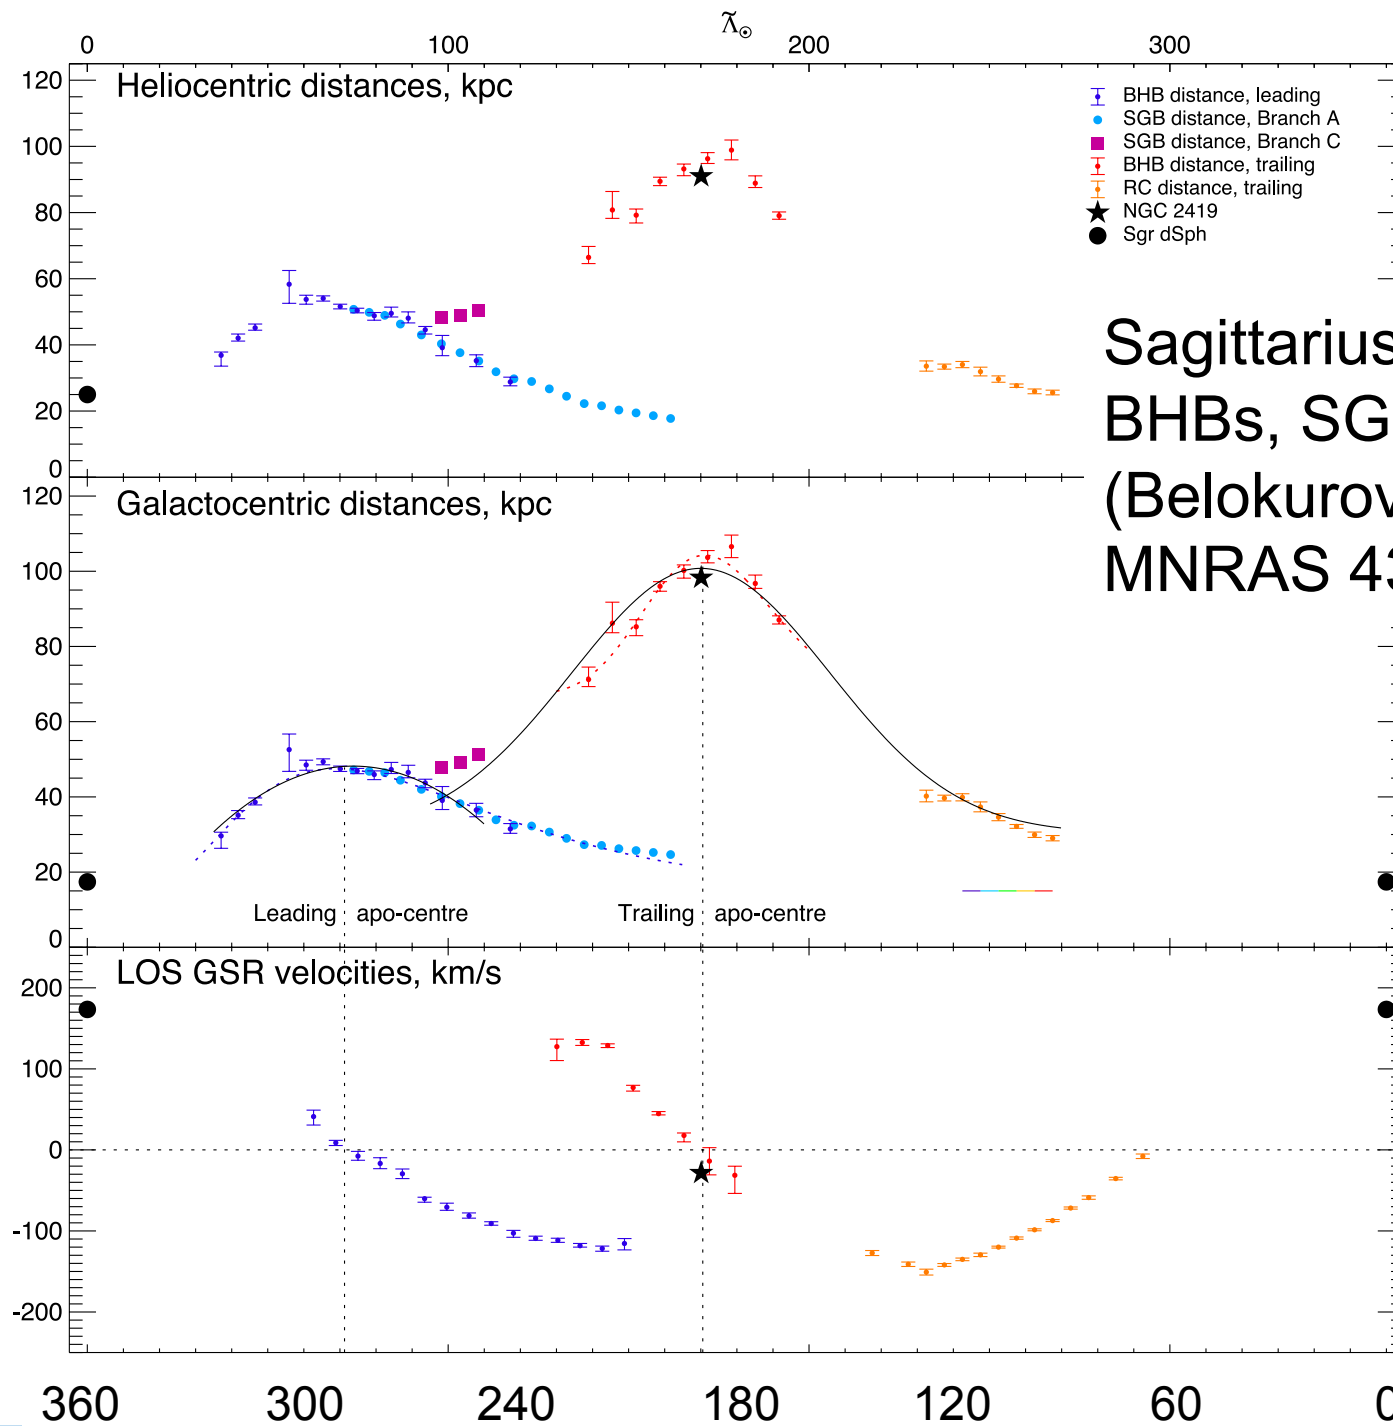 Λ̃⊙
0 100 200 300
Heliocentric distances, kpc
120
100
80
60
40
20
0
BHB distance, leading
SGB distance, Branch A
SGB distance, Branch C
BHB distance, trailing
RC distance, trailing
NGC 2419
Sgr dSph
Sagittarius
BHBs, SG
(Belokurov
MNRAS 43
Galactocentric distances, kpc
120
100
80
60
40
20
0
Leading apo-centre
Trailing apo-centre
LOS GSR velocities, km/s
200
100
0
-100
-200
360 300 240 180 120 60 0